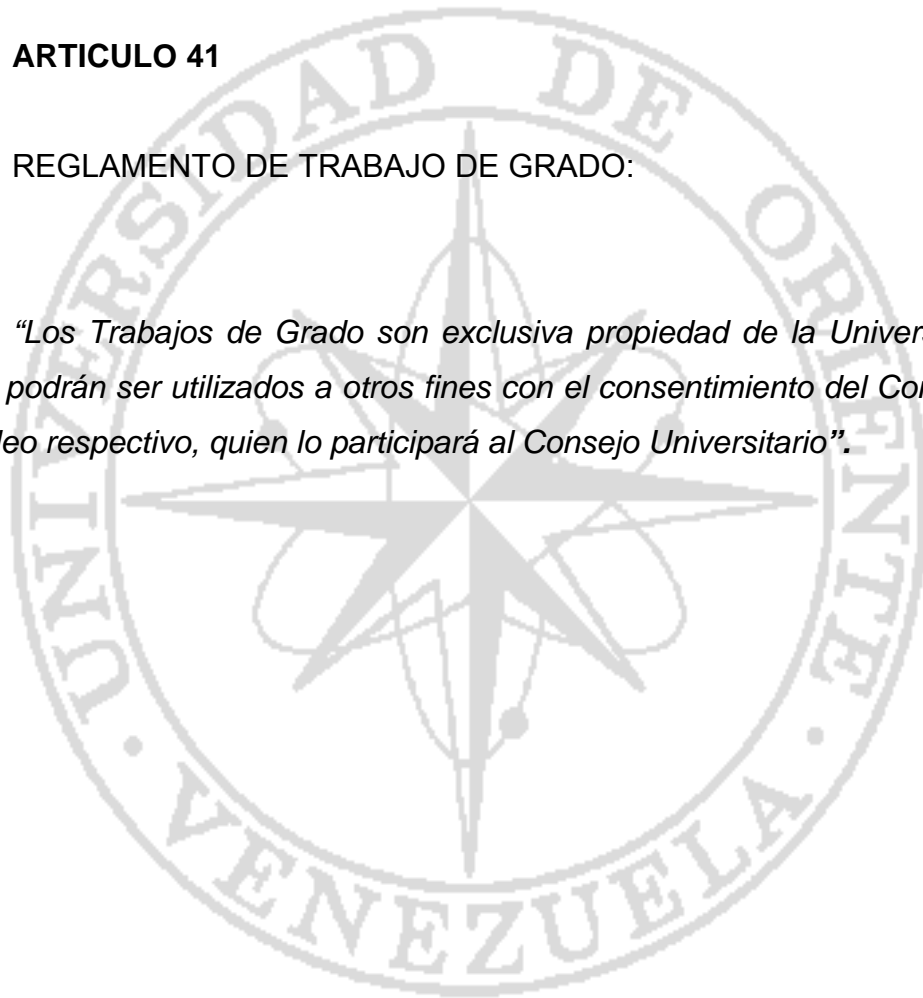 ARTICULO 41
REGLAMENTO DE TRABAJO DE GRADO:
“Los Trabajos de Grado son exclusiva propiedad de la
podrán ser utilizados a otros fines con el consentimiento del
respectivo, quien lo participará al Consejo Universitario”.
UNIVERSIDAD DE ORIENTE
VENEZUELA